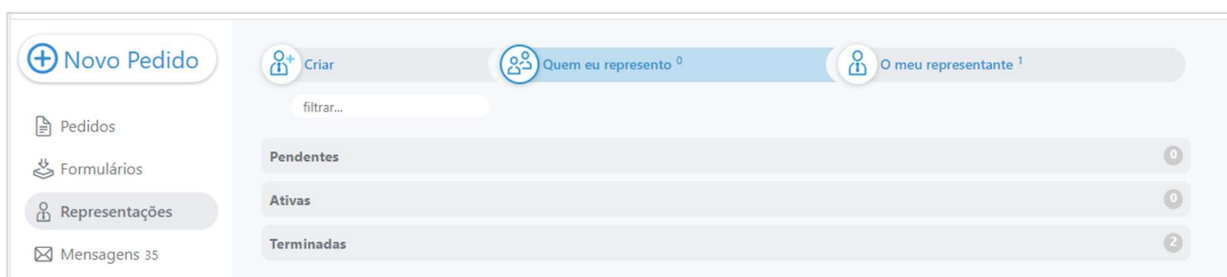 Novo Pedido
Criar
Quem eu represento 0
O meu representante 1
filtrar...
Pedidos
Formulários
Representações
Mensagens 35
Pendentes 0
Ativas 0
Terminadas 2